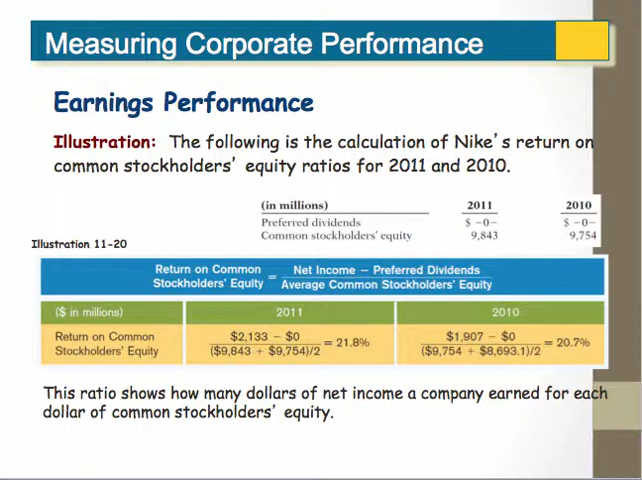 Measuring Corporate Performance
Earnings Performance
Illustration: The following is the calculation of Nike's return on
common stockholders' equity ratios for 2011 and 2010.
(in millions) 2011 2010
Preferred dividends $ –0– $ –0–
Common stockholders' equity 9,843 9,754
Illustration 11-20
Return on Common Stockholders' Equity = Net Income – Preferred Dividends / Average Common Stockholders' Equity
($ in millions) 2011 2010
Return on Common Stockholders' Equity $2,133 – $0 / ($9,843 + $9,754)/2 = 21.8% $1,907 – $0 / ($9,754 + $8,693.1)/2 = 20.7%
This ratio shows how many dollars of net income a company earned for each
dollar of common stockholders' equity.